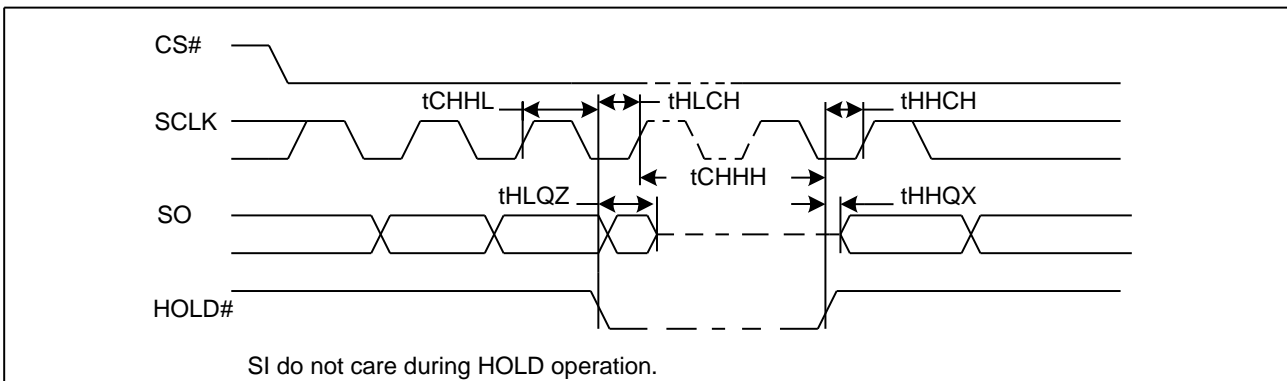 CS#
tCHHL
tHLCH
tHHCH
SCLK
tCHHH
tHLQZ
tHHQX
SO
HOLD#
SI do not care during HOLD operation.